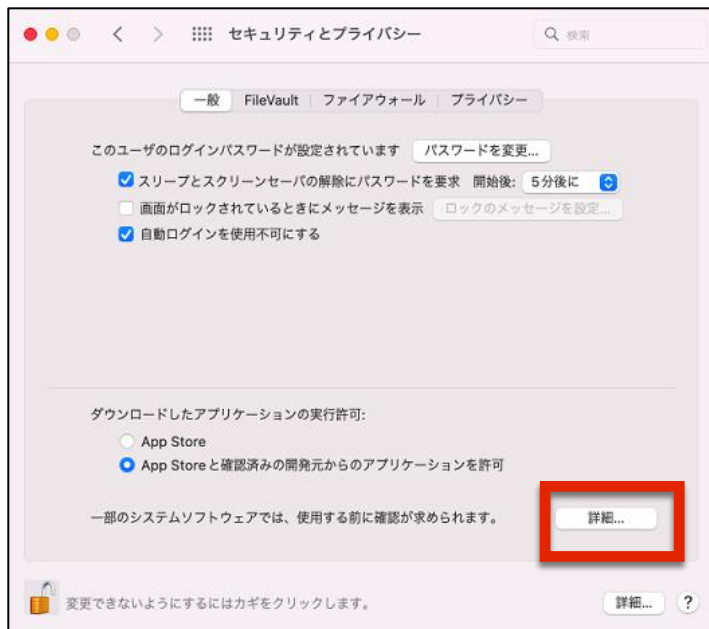 セキュリティとプライバシー
検索
一般 FileVault ファイアウォール プライバシー
このユーザのログインパスワードが設定されています パスワードを変更...
スリープとスクリーンセーバの解除にパスワードを要求 開始後: 5分後に
画面がロックされているときにメッセージを表示 ロックのメッセージを設定...
自動ログインを使用不可にする
ダウンロードしたアプリケーションの実行許可:
App Store
App Storeと確認済みの開発元からのアプリケーションを許可
一部のシステムソフトウェアでは、使用する前に確認が求められます。 詳細...
変更できないようにするにはカギをクリックします。 詳細... ?